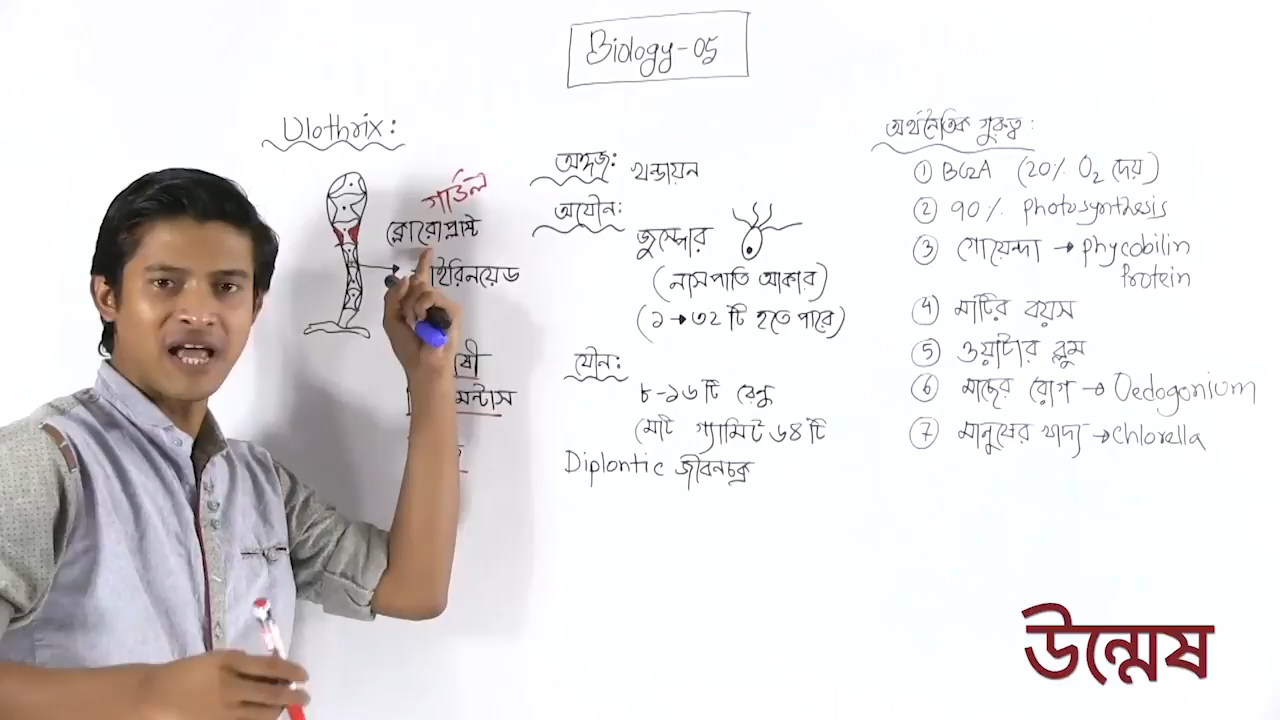 Biology-05
Ulothrix:
গার্ডল
ক্লোরোপ্লাস্ট
পাইরিনয়েড
অঙ্গজ: খন্ডায়ন
অযৌন:
জুস্পোর
(নাসপাতি আকার)
(১→৩২ টি হতে পারে)
যৌন:
৮-১৬ টি রেনু
মোট গ্যামিট ৬৪ টি
Diplontic জীবনচক্র
অর্থনৈতিক গুরুত্ব:
① BGA (20% O₂ দেয়)
② 90% photosynthesis
③ গোয়েন্দা → phycobilin
protein
④ মাটির বয়স
⑤ ওয়াটার ব্লুম
⑥ মাছের রোগ → Oedogonium
⑦ মানুষের খাদ্য → chlorella
উন্মেষ